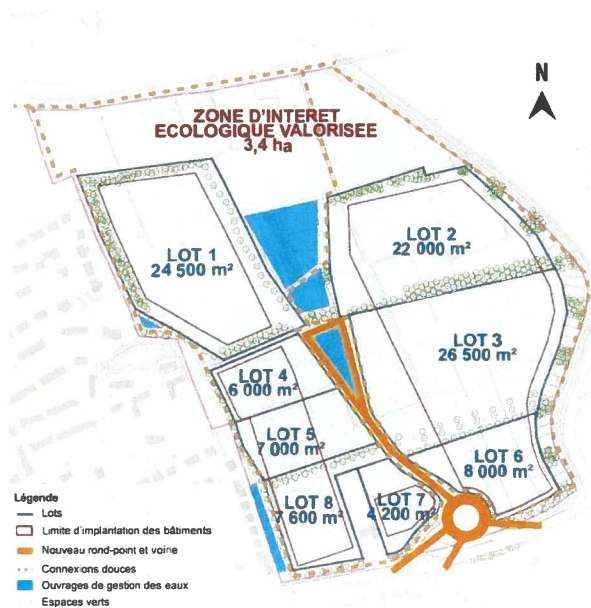 N
ZONE D'INTERET
ECOLOGIQUE VALORISEE
3,4 ha
LOT 1
24 500 m²
LOT 2
22 000 m²
LOT 3
26 500 m²
LOT 4
6 000 m²
LOT 5
7 000 m²
LOT 6
8 000 m²
LOT 7
4 200 m²
LOT 8
7 600 m²
Légende
Lots
Limite d'implantation des bâtiments
Nouveau rond-point et voirie
Connexions douces
Ouvrages de gestion des eaux
Espaces verts